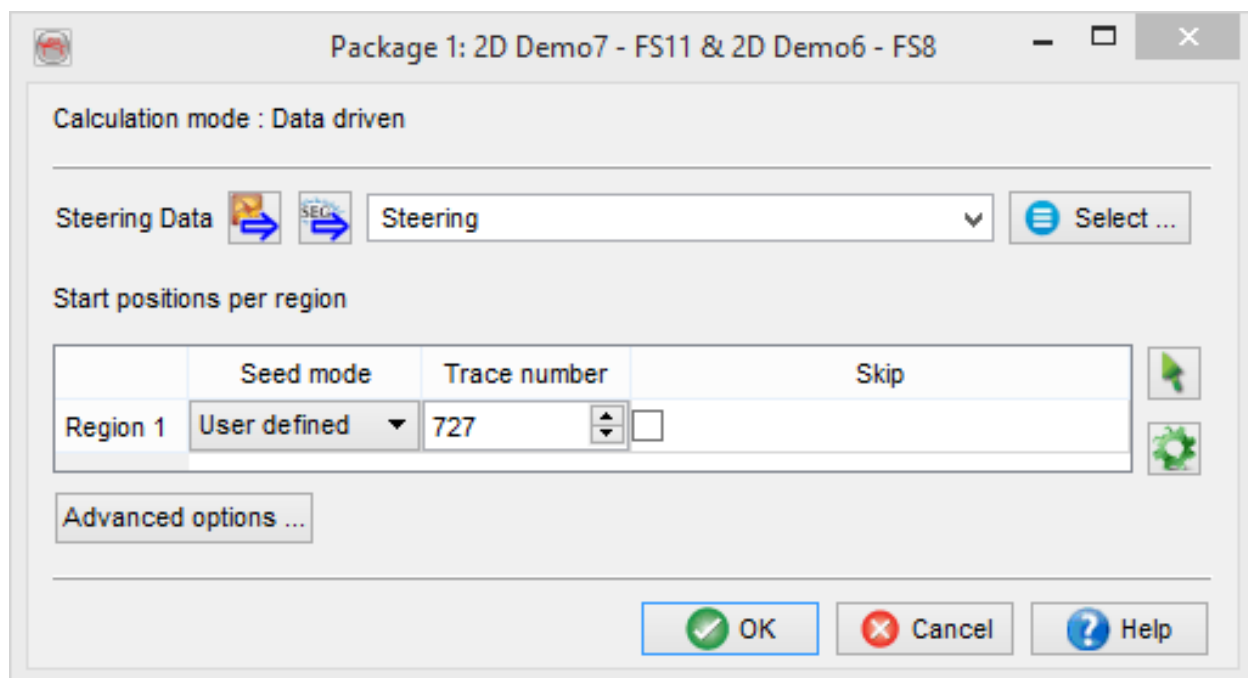 Package 1: 2D Demo7 - FS11 & 2D Demo6 - FS8
Calculation mode : Data driven
Steering Data SEG Steering Select ...
Start positions per region
Seed mode Trace number Skip
Region 1 User defined 727
Advanced options ...
OK Cancel Help